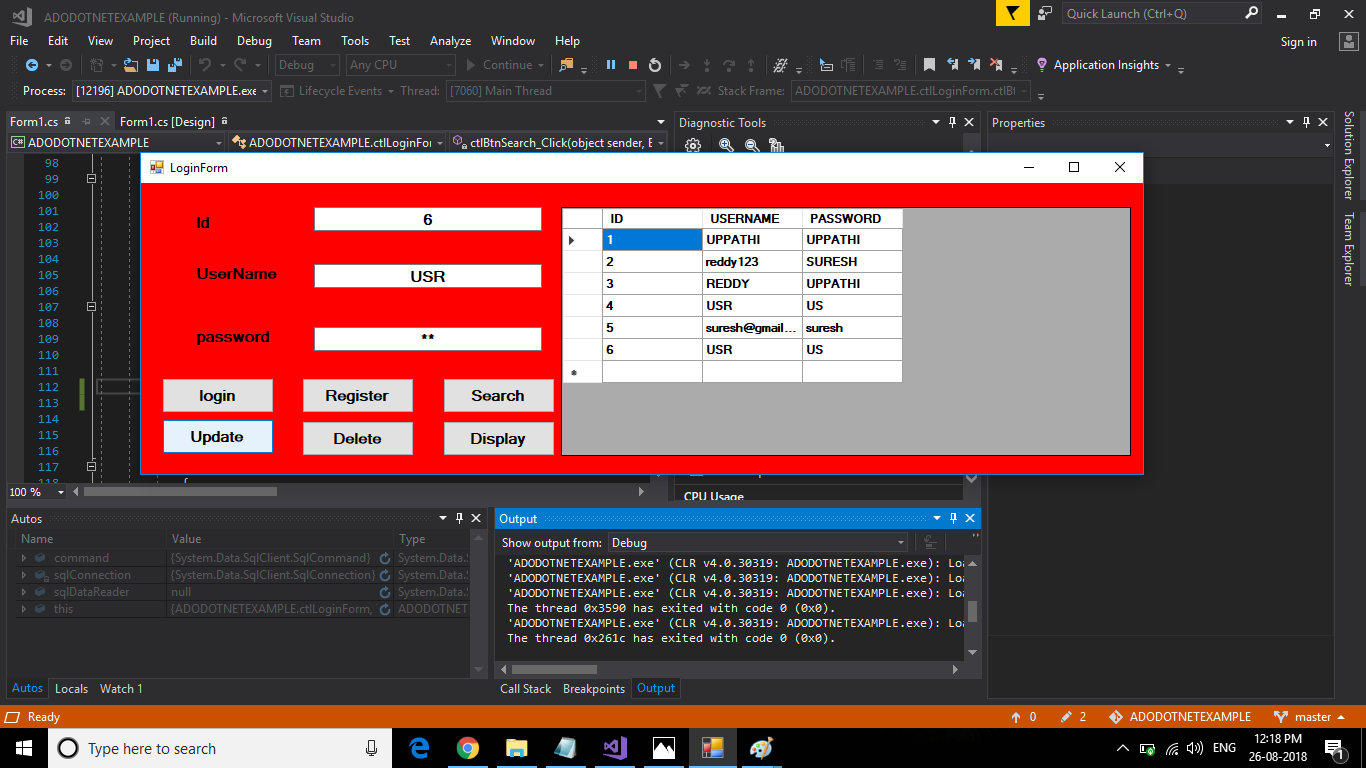 ADODOTNETEXAMPLE (Running) - Microsoft Visual Studio
Quick Launch (Ctrl+Q)
File Edit View Project Build Debug Team Tools Test Analyze Window Help
Sign in
Debug Any CPU Continue Application Insights
Process: [12196] ADODOTNETEXAMPLE.exe Lifecycle Events Thread: [7060] Main Thread Stack Frame: ADODOTNETEXAMPLE.ctlLoginForm.ctlBt
Form1.cs Form1.cs [Design]
Diagnostic Tools
Properties
Solution Explorer
Team Explorer
C# ADODOTNETEXAMPLE ADODOTNETEXAMPLE.ctlLoginFor ctlBtnSearch_Click(object sender, E
98
99
100
101
102
103
104
105
106
107
108
109
110
111
112
113
114
115
116
117
118
LoginForm
Id 6
UserName USR
password **
login Register Search
Update Delete Display
ID USERNAME PASSWORD
1 UPPATHI UPPATHI
2 reddy123 SURESH
3 REDDY UPPATHI
4 USR US
5 suresh@gmail... suresh
6 USR US
*
100 %
CPU Usage
Autos
Name Value Type
command {System.Data.SqlClient.SqlCommand} System.Data.
sqlConnection {System.Data.SqlClient.SqlConnection} System.Data.
sqlDataReader null System.Data.
this {ADODOTNETEXAMPLE.ctlLoginForm, ADODOTNET
Autos Locals Watch 1
Output
Show output from: Debug
'ADODOTNETEXAMPLE.exe' (CLR v4.0.30319: ADODOTNETEXAMPLE.exe): Loa
'ADODOTNETEXAMPLE.exe' (CLR v4.0.30319: ADODOTNETEXAMPLE.exe): Loa
'ADODOTNETEXAMPLE.exe' (CLR v4.0.30319: ADODOTNETEXAMPLE.exe): Loa
The thread 0x3590 has exited with code 0 (0x0).
'ADODOTNETEXAMPLE.exe' (CLR v4.0.30319: ADODOTNETEXAMPLE.exe): Loa
The thread 0x261c has exited with code 0 (0x0).
Call Stack Breakpoints Output
Ready
0 2 ADODOTNETEXAMPLE master
Type here to search
ENG
12:18 PM
26-08-2018
1